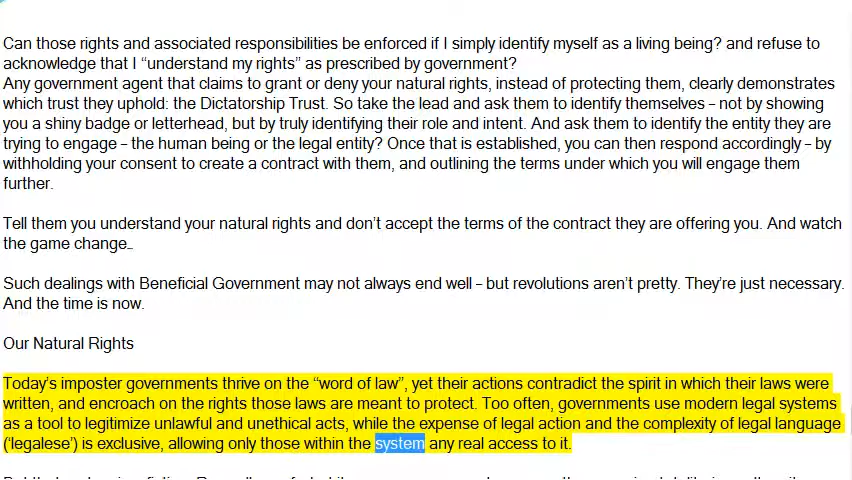 Can those rights and associated responsibilities be enforced if I simply identify myself as a living being? and refuse to
acknowledge that I “understand my rights” as prescribed by government?
Any government agent that claims to grant or deny your natural rights, instead of protecting them, clearly demonstrates
which trust they uphold: the Dictatorship Trust. So take the lead and ask them to identify themselves – not by showing
you a shiny badge or letterhead, but by truly identifying their role and intent. And ask them to identify the entity they are
trying to engage – the human being or the legal entity? Once that is established, you can then respond accordingly – by
withholding your consent to create a contract with them, and outlining the terms under which you will engage them
further.
Tell them you understand your natural rights and don’t accept the terms of the contract they are offering you. And watch
the game change…
Such dealings with Beneficial Government may not always end well – but revolutions aren’t pretty. They’re just necessary.
And the time is now.
Our Natural Rights
Today’s imposter governments thrive on the “word of law”, yet their actions contradict the spirit in which their laws were
written, and encroach on the rights those laws are meant to protect. Too often, governments use modern legal systems
as a tool to legitimize unlawful and unethical acts, while the expense of legal action and the complexity of legal language
(‘legalese’) is exclusive, allowing only those within the system any real access to it.